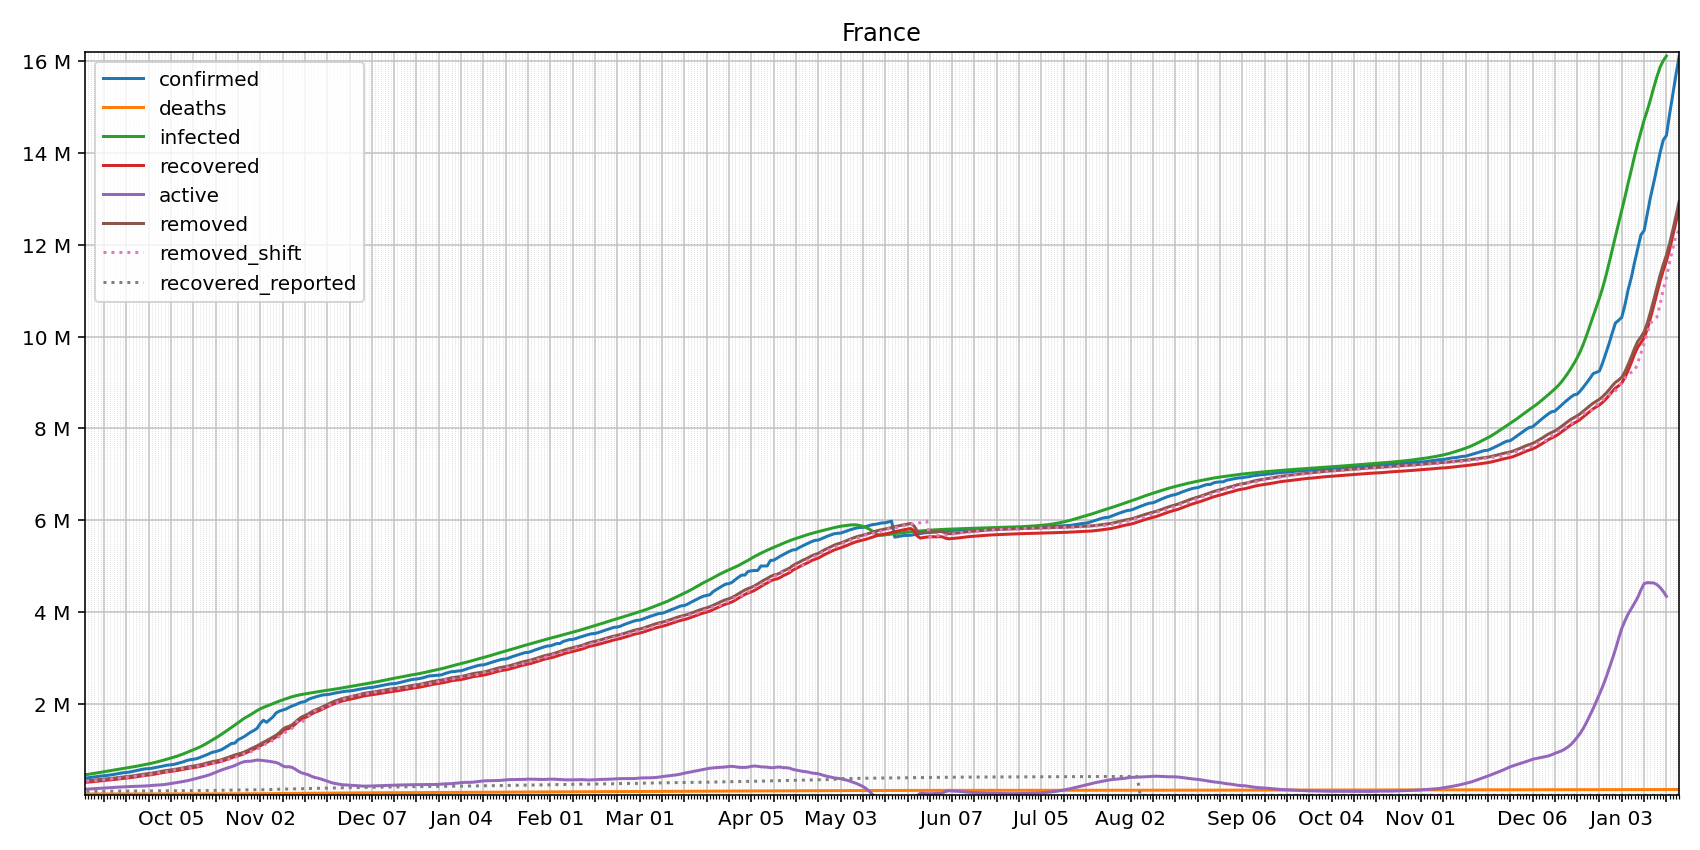 France
16 M
14 M
12 M
10 M
8 M
6 M
4 M
2 M
confirmed
deaths
infected
recovered
active
removed
removed_shift
recovered_reported
Oct 05 Nov 02 Dec 07 Jan 04 Feb 01 Mar 01 Apr 05 May 03 Jun 07 Jul 05 Aug 02 Sep 06 Oct 04 Nov 01 Dec 06 Jan 03